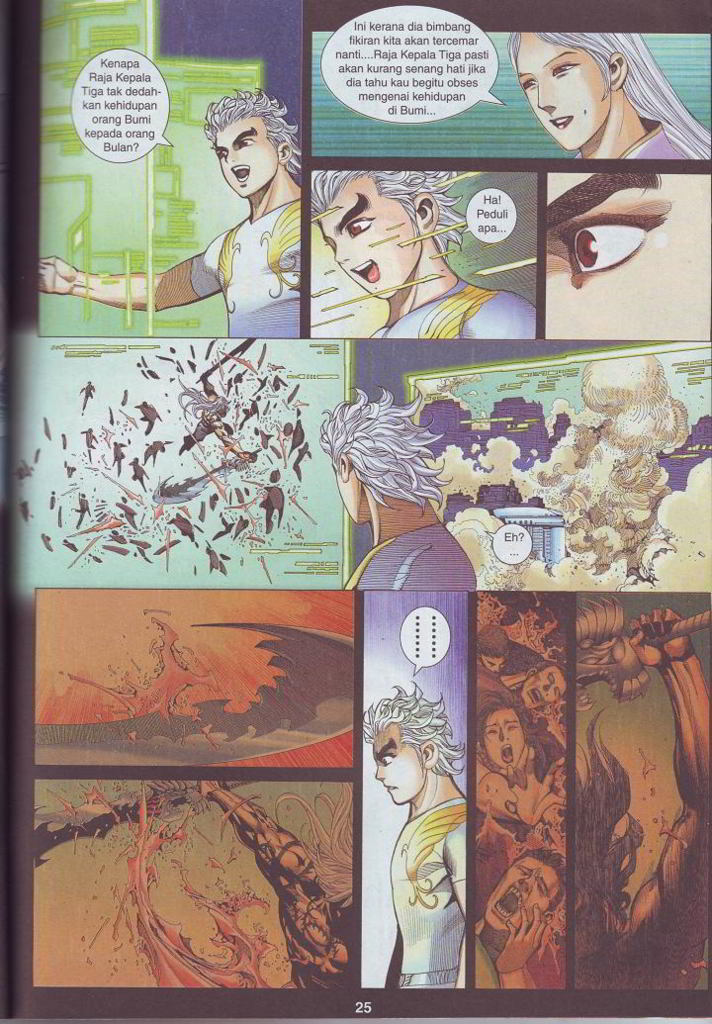 Kenapa
Raja Kepala
Tiga tak dedah-
kan kehidupan
orang Bumi
kepada orang
Bulan?
Ini kerana dia bimbang
fikiran kita akan tercemar
nanti....Raja Kepala Tiga pasti
akan kurang senang hati jika
dia tahu kau begitu obses
mengenai kehidupan
di Bumi...
Ha!
Peduli
apa...
Eh?
...
25